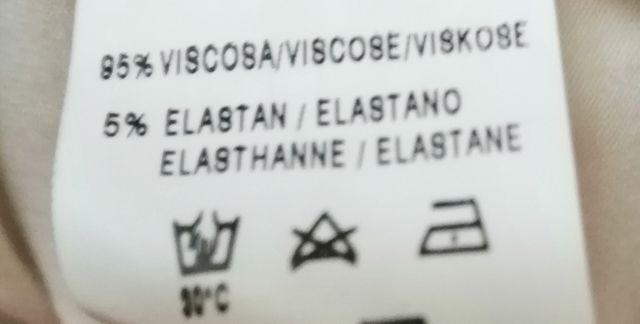 95% VISCOSA/VISCOSE/VISKOSE
5% ELASTAN / ELASTANO
ELASTHANNE / ELASTANE
30°C